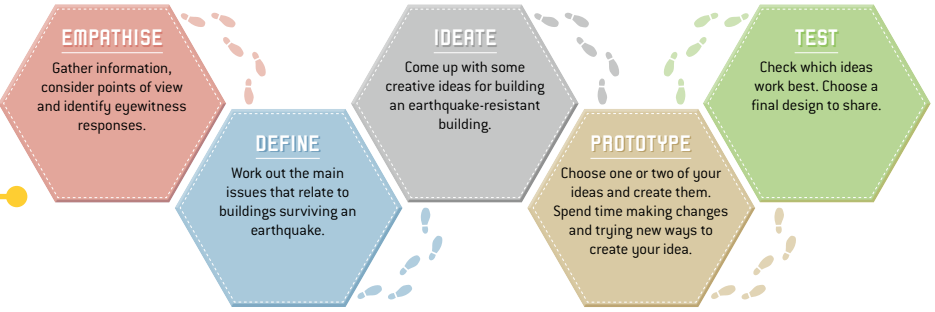 EMPATHISE
Gather information,
consider points of view
and identify eyewitness
responses.
DEFINE
Work out the main
issues that relate to
buildings surviving an
earthquake.
IDEATE
Come up with some
creative ideas for building
an earthquake-resistant
building.
PROTOTYPE
Choose one or two of your
ideas and create them.
Spend time making changes
and trying new ways to
create your idea.
TEST
Check which ideas
work best. Choose a
final design to share.